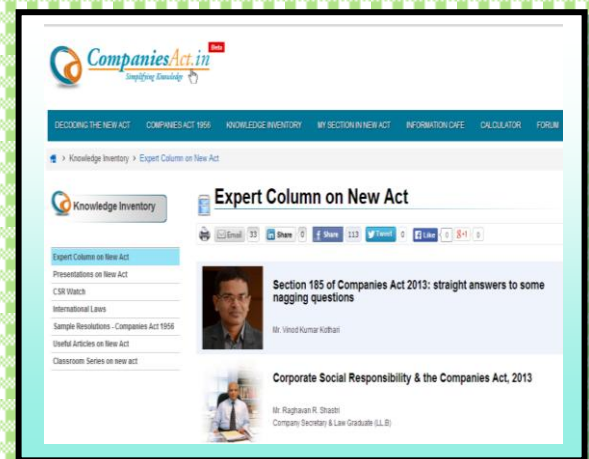 CompaniesAct.in
Beta
Simplifying Knowledge
DECODING THE NEW ACT COMPANIES ACT 1956 KNOWLEDGE INVENTORY MY SECTION IN NEW ACT INFORMATION CAFE CALCULATOR FORUM
> Knowledge Inventory > Expert Column on New Act
Knowledge Inventory
Expert Column on New Act
Presentations on New Act
CSR Watch
International Laws
Sample Resolutions - Companies Act 1956
Useful Articles on New Act
Classroom Series on new act
Expert Column on New Act
Email 33 in Share 0 f Share 113 Tweet 0 Like 0 g+1 0
Section 185 of Companies Act 2013: straight answers to some
nagging questions
Mr. Vinod Kumar Kothari
Corporate Social Responsibility & the Companies Act, 2013
Mr. Raghavan R. Shastri
Company Secretary & Law Graduate (LL.B)